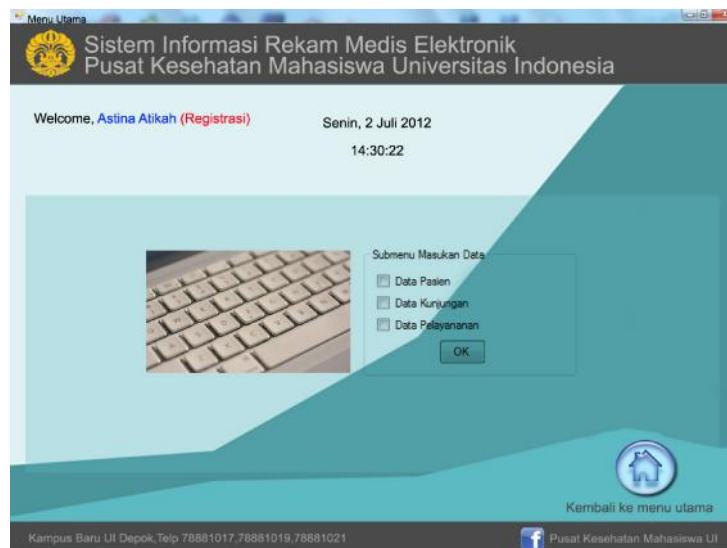 Menu Utama
Sistem Informasi Rekam Medis Elektronik
Pusat Kesehatan Mahasiswa Universitas Indonesia
Welcome, Astina Atikah (Registrasi)
Senin, 2 Juli 2012
14:30:22
Submenu Masukan Data
Data Pasien
Data Kunjungan
Data Pelayananan
OK
Kembali ke menu utama
Kampus Baru UI Depok,Telp 78881017,78881019,78881021
Pusat Kesehatan Mahasiswa UI